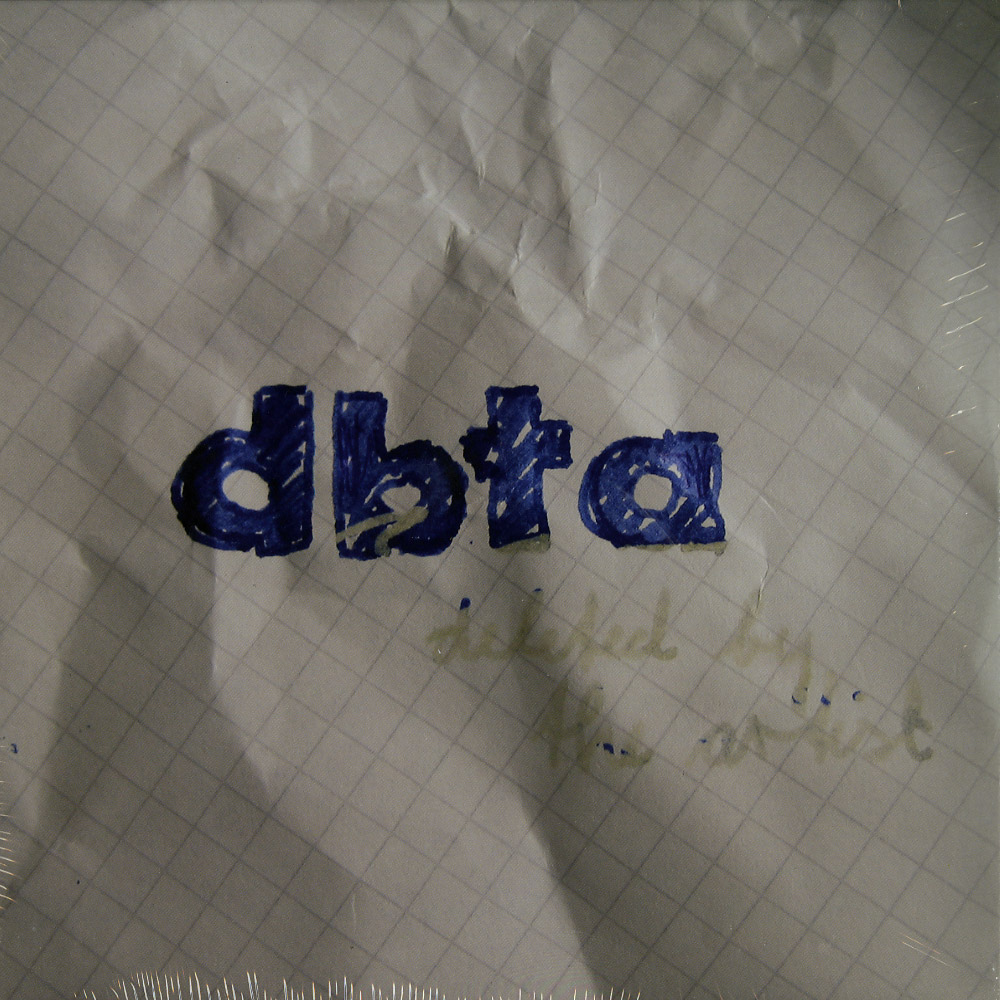 dbta
deleted by
the artist